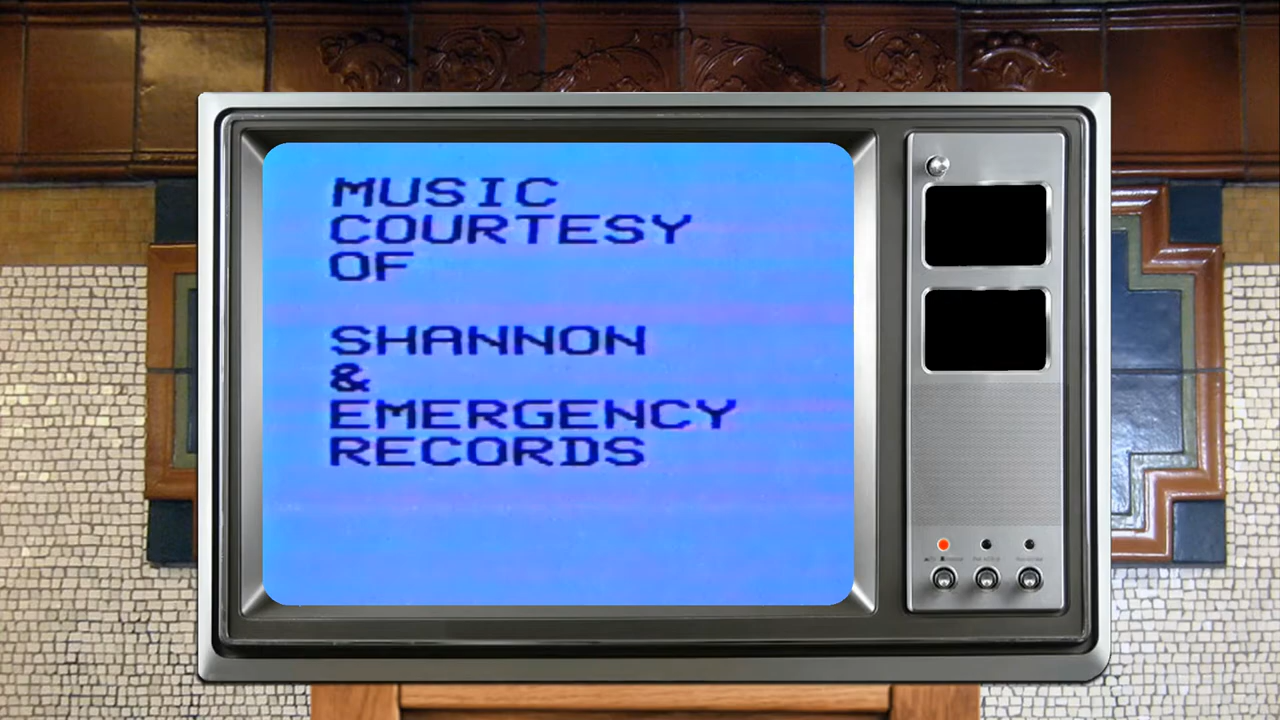 MUSIC
COURTESY
OF
SHANNON
&
EMERGENCY
RECORDS